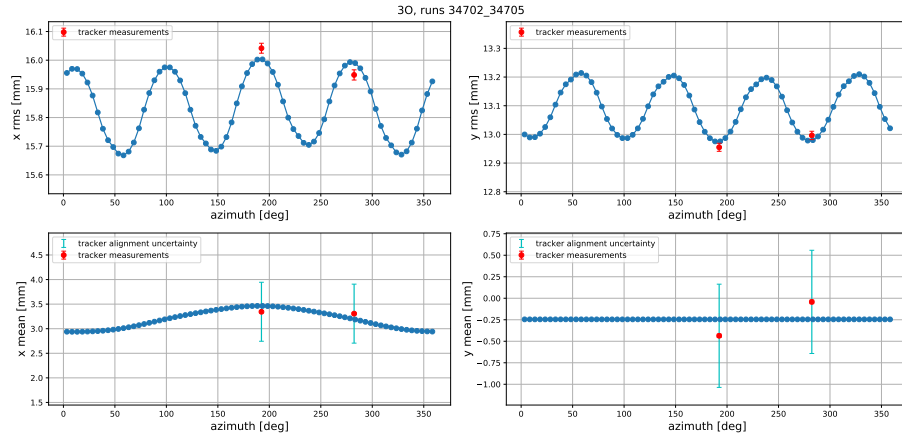 3O, runs 34702_34705
tracker measurements
x rms [mm]
16.1
16.0
15.9
15.8
15.7
15.6
0 50 100 150 200 250 300 350
azimuth [deg]
tracker measurements
y rms [mm]
13.3
13.2
13.1
13.0
12.9
12.8
0 50 100 150 200 250 300 350
azimuth [deg]
tracker alignment uncertainty
tracker measurements
x mean [mm]
4.5
4.0
3.5
3.0
2.5
2.0
1.5
0 50 100 150 200 250 300 350
azimuth [deg]
tracker alignment uncertainty
tracker measurements
y mean [mm]
0.75
0.50
0.25
0.00
−0.25
−0.50
−0.75
−1.00
0 50 100 150 200 250 300 350
azimuth [deg]